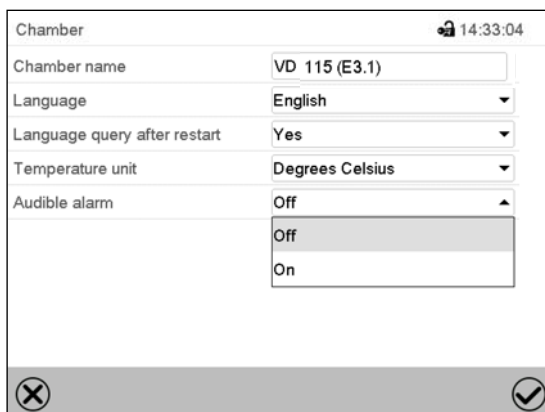 Chamber 14:33:04
Chamber name VD 115 (E3.1)
Language English
Language query after restart Yes
Temperature unit Degrees Celsius
Audible alarm Off
Off
On